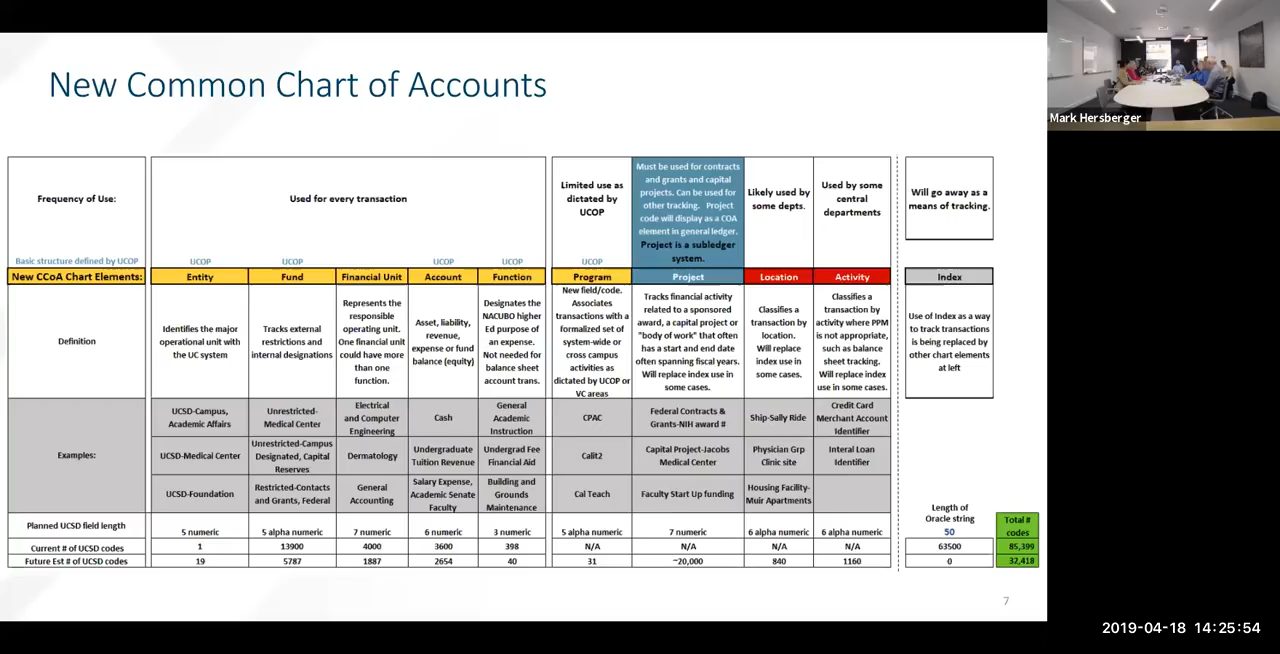 New Common Chart of Accounts
Mark Hersberger
Frequency of Use:
Used for every transaction
Limited use as
dictated by
UCOP
Must be used for contracts
and grants and capital
projects. Can be used for
other tracking. Project
code will display as a COA
element in general ledger.
Project is a subledger
system.
Likely used by
some depts.
Used by some
central
departments
Will go away as a
means of tracking.
Basic structure defined by UCOP
UCOP
UCOP
UCOP
UCOP
UCOP
New CCoA Chart Elements:
Entity
Fund
Financial Unit
Account
Function
Program
Project
Location
Activity
Index
Definition
Identifies the major
operational unit with
the UC system
Tracks external
restrictions and
internal designations
Represents the
responsible
operating unit.
One financial unit
could have more
than one
function.
Asset, liability,
revenue,
expense or fund
balance (equity)
Designates the
NACUBO higher
Ed purpose of
an expense.
Not needed for
balance sheet
account trans.
New field/code.
Associates
transactions with a
formalized set of
system-wide or
cross campus
activities as
dictated by UCOP or
VC areas
Tracks financial activity
related to a sponsored
award, a capital project or
"body of work" that often
has a start and end date
often spanning fiscal years.
Will replace index use in
some cases.
Classifies a
transaction by
location.
Will replace
index use in
some cases.
Classifies a
transaction by
activity where PPM
is not appropriate,
such as balance
sheet tracking.
Will replace index
use in some cases.
Use of Index as a way
to track transactions
is being replaced by
other chart elements
at left
Examples:
UCSD-Campus,
Academic Affairs
Unrestricted-
Medical Center
Electrical
and Computer
Engineering
Cash
General
Academic
Instruction
CPAC
Federal Contracts &
Grants-NIH award #
Ship-Sally Ride
Credit Card
Merchant Account
Identifier
UCSD-Medical Center
Unrestricted-Campus
Designated, Capital
Reserves
Dermatology
Undergraduate
Tuition Revenue
Undergrad Fee
Financial Aid
Calit2
Capital Project-Jacobs
Medical Center
Physician Grp
Clinic site
Interal Loan
Identifier
UCSD-Foundation
Restricted-Contacts
and Grants, Federal
General
Accounting
Salary Expense,
Academic Senate
Faculty
Building and
Grounds
Maintenance
Cal Teach
Faculty Start Up funding
Housing Facility-
Muir Apartments
Length of
Oracle string
50
Total #
codes
Planned UCSD field length
5 numeric
5 alpha numeric
7 numeric
6 numeric
3 numeric
5 alpha numeric
7 numeric
6 alpha numeric
6 alpha numeric
Current # of UCSD codes
1
13900
4000
3600
398
N/A
N/A
N/A
N/A
63500
85,399
Future Est # of UCSD codes
19
5787
1887
2654
40
31
~20,000
840
1160
0
32,418
7
2019-04-18 14:25:54